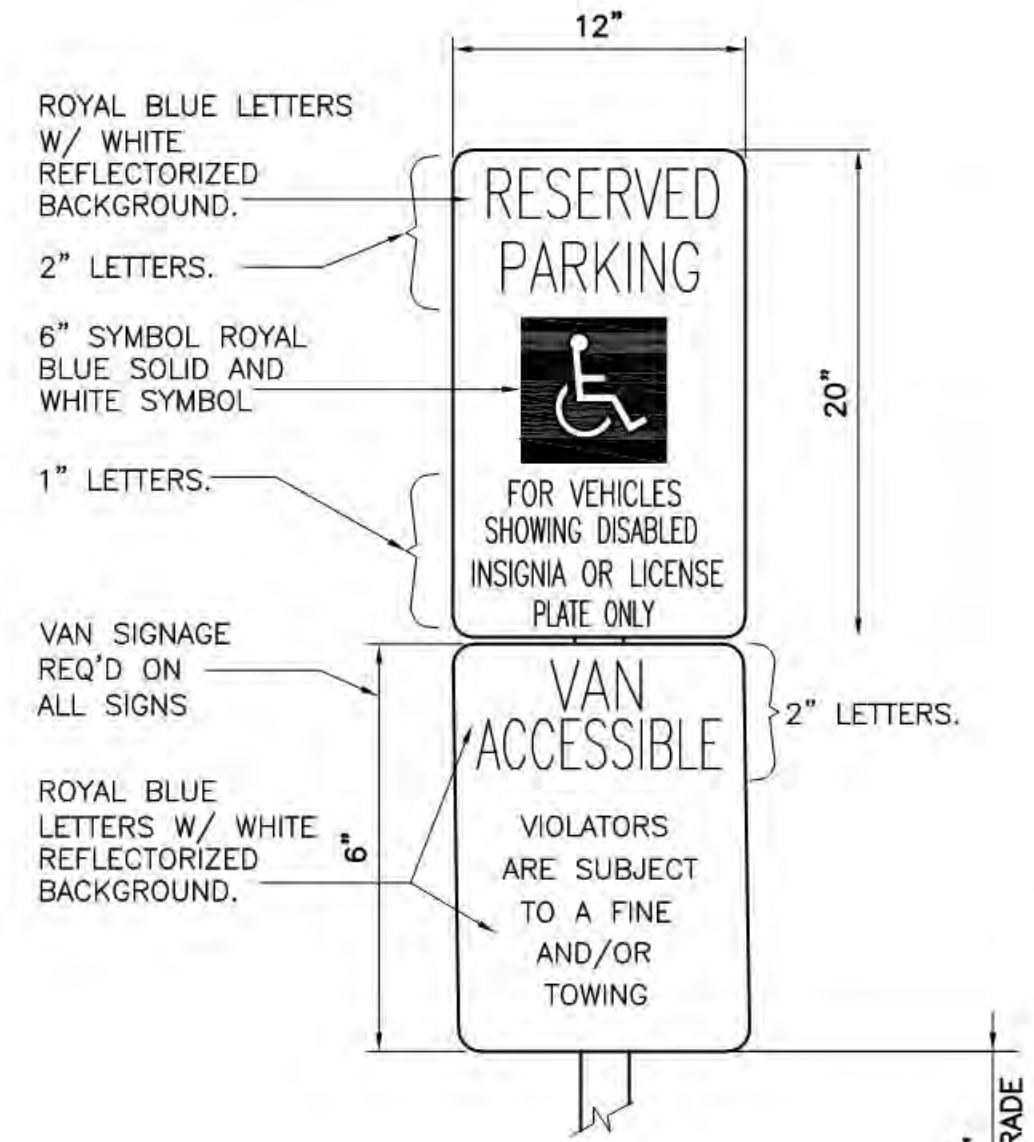 12"
ROYAL BLUE LETTERS
W/ WHITE
REFLECTORIZED
BACKGROUND.
2" LETTERS.
6" SYMBOL ROYAL
BLUE SOLID AND
WHITE SYMBOL
1" LETTERS.
VAN SIGNAGE
REQ'D ON
ALL SIGNS
ROYAL BLUE
LETTERS W/ WHITE
REFLECTORIZED
BACKGROUND.
6"
RESERVED
PARKING
FOR VEHICLES
SHOWING DISABLED
INSIGNIA OR LICENSE
PLATE ONLY
20"
VAN
ACCESSIBLE
2" LETTERS.
VIOLATORS
ARE SUBJECT
TO A FINE
AND/OR
TOWING